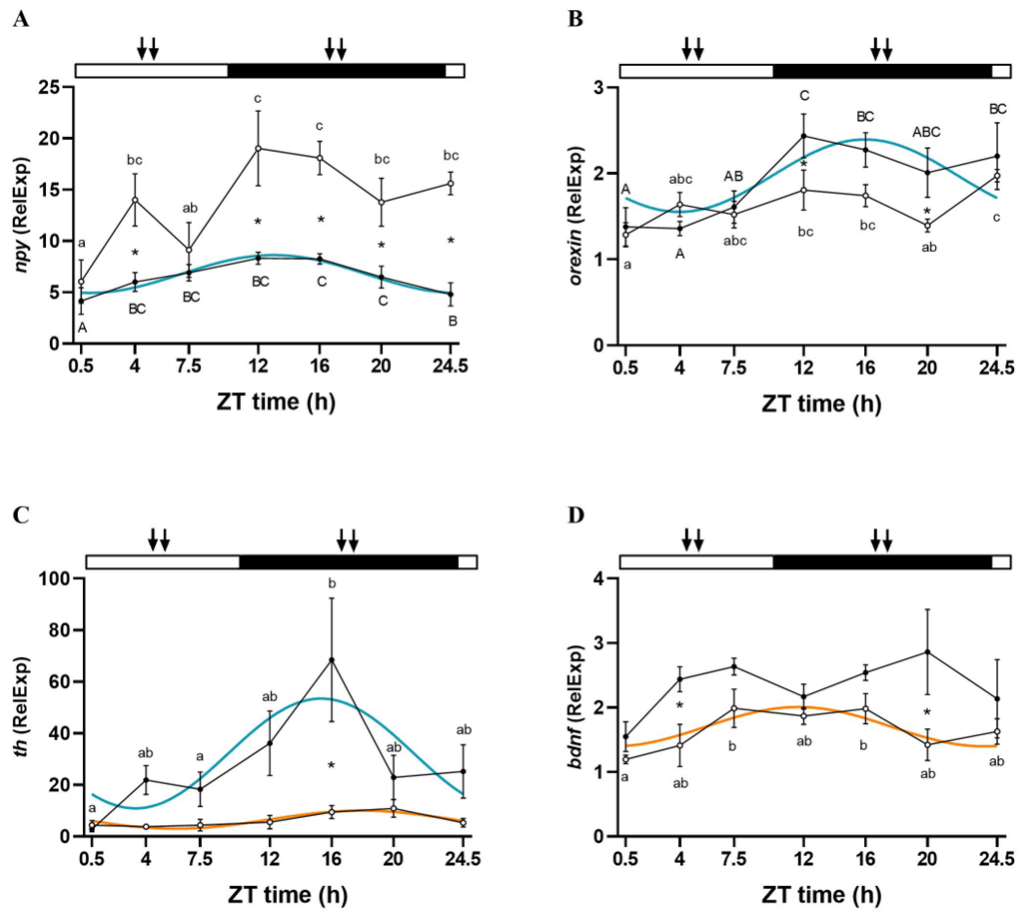 A
npy (RelExp)
25
20
15
10
5
0
a
bc
ab
c
c
bc
bc
*
*
*
*
*
A
BC
BC
BC
C
C
B
0.5 4 7.5 12 16 20 24.5
ZT time (h)
B
orexin (RelExp)
3
2
1
0
A
abc
AB
C
BC
ABC
BC
*
*
a
A
abc
bc
bc
ab
c
0.5 4 7.5 12 16 20 24.5
ZT time (h)
C
th (RelExp)
100
80
60
40
20
0
a
ab
a
ab
b
ab
ab
*
0.5 4 7.5 12 16 20 24.5
ZT time (h)
D
bdnf (RelExp)
4
3
2
1
0
*
*
a
ab
b
ab
b
ab
ab
0.5 4 7.5 12 16 20 24.5
ZT time (h)